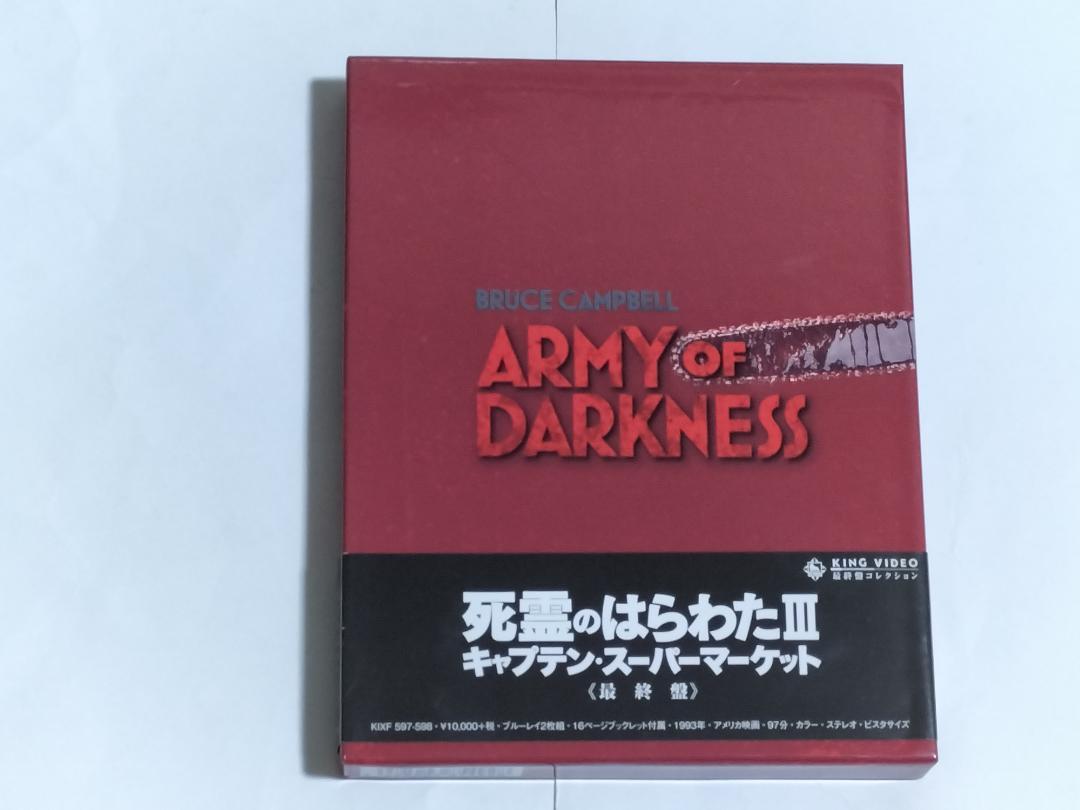 BRUCE CAMPBELL
ARMY OF
DARKNESS
KING VIDEO
最終盤コレクション
死霊のはらわたⅢ
キャプテン・スーパーマーケット
《最終盤》
KIXF 597-598・¥10,000+税・ブルーレイ2枚組・16ページブックレット付属・1993年・アメリカ映画・97分・カラー・ステレオ・ビスタサイズ